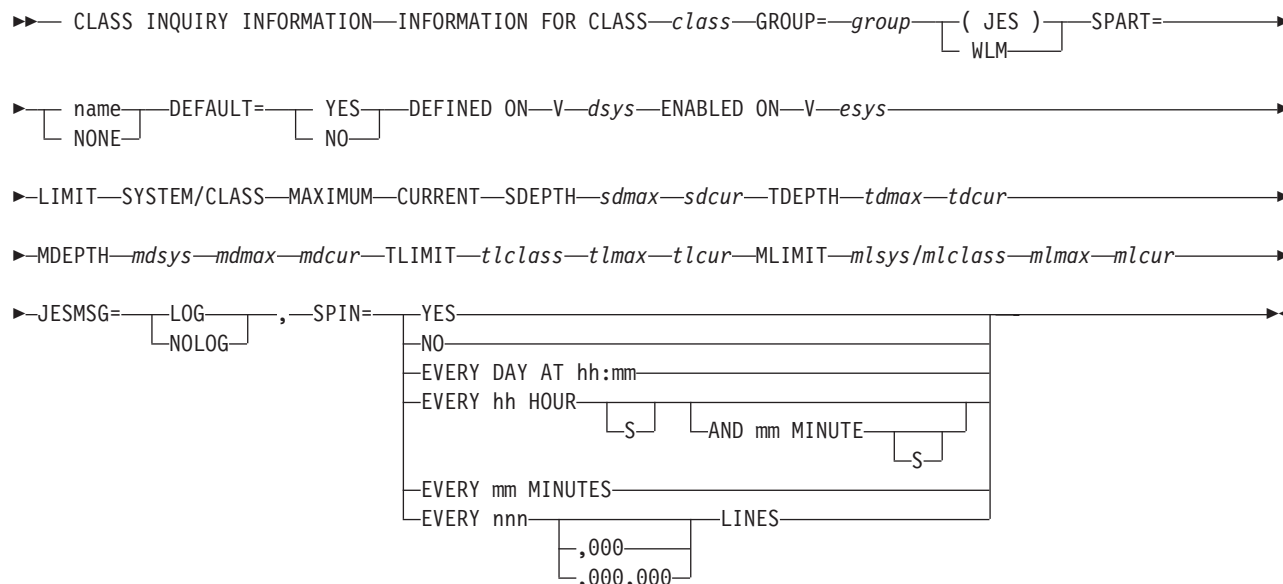 CLASS INQUIRY INFORMATION INFORMATION FOR CLASS class GROUP= group ( JES ) SPART=
WLM
name DEFAULT= YES DEFINED ON V dsys ENABLED ON V esys
NONE NO
LIMIT SYSTEM/CLASS MAXIMUM CURRENT SDEPTH sdmax sdcur TDEPTH tdmax tdcur
MDEPTH mdsys mdmax mdcur TLIMIT tlclass tlmax tlcur MLIMIT mlsys/mlclass mlmax mlcur
JESMSG= LOG , SPIN= YES
NOLOG NO
EVERY DAY AT hh:mm
EVERY hh HOUR
S AND mm MINUTE
S
EVERY mm MINUTES
EVERY nnn LINES
,000
,000,000